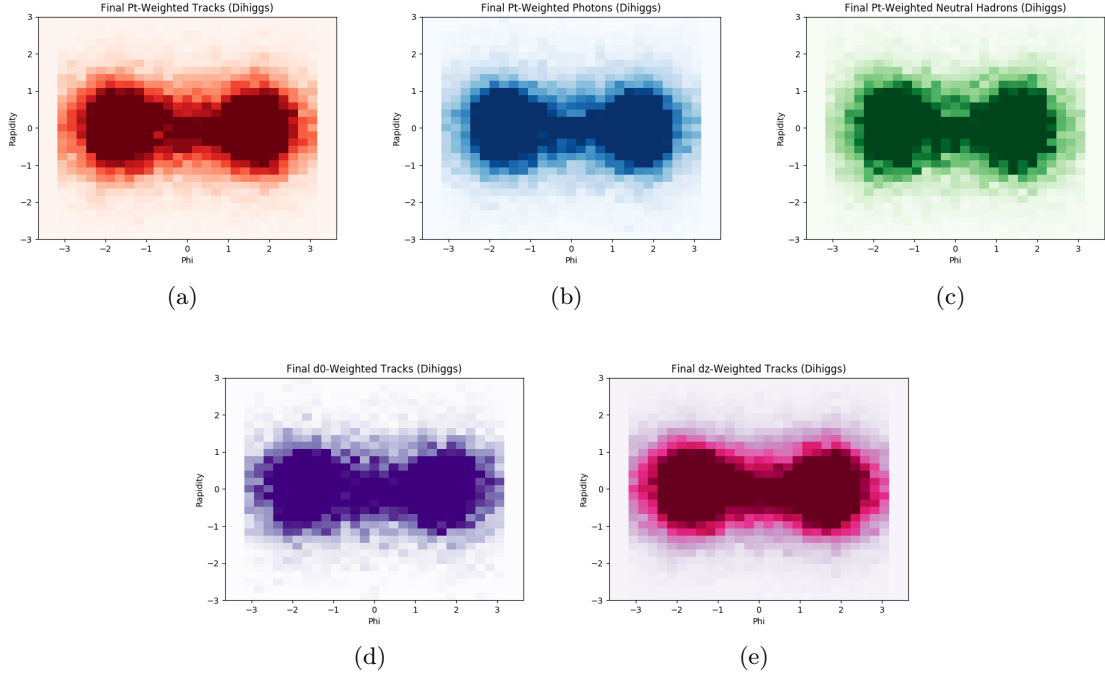 Final Pt-Weighted Tracks (Dihiggs)
3
2
1
0
−1
−2
−3
Rapidity
−3 −2 −1 0 1 2 3
Phi
(a)
Final Pt-Weighted Photons (Dihiggs)
3
2
1
0
−1
−2
−3
Rapidity
−3 −2 −1 0 1 2 3
Phi
(b)
Final Pt-Weighted Neutral Hadrons (Dihiggs)
3
2
1
0
−1
−2
−3
Rapidity
−3 −2 −1 0 1 2 3
Phi
(c)
Final d0-Weighted Tracks (Dihiggs)
3
2
1
0
−1
−2
−3
Rapidity
−3 −2 −1 0 1 2 3
Phi
(d)
Final dz-Weighted Tracks (Dihiggs)
3
2
1
0
−1
−2
−3
Rapidity
−3 −2 −1 0 1 2 3
Phi
(e)